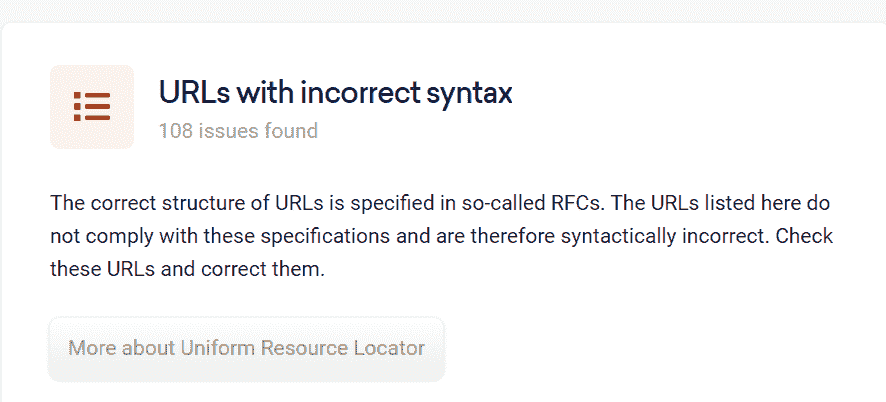 URLs with incorrect syntax
108 issues found
The correct structure of URLs is specified in so-called RFCs. The URLs listed here do
not comply with these specifications and are therefore syntactically incorrect. Check
these URLs and correct them.
More about Uniform Resource Locator